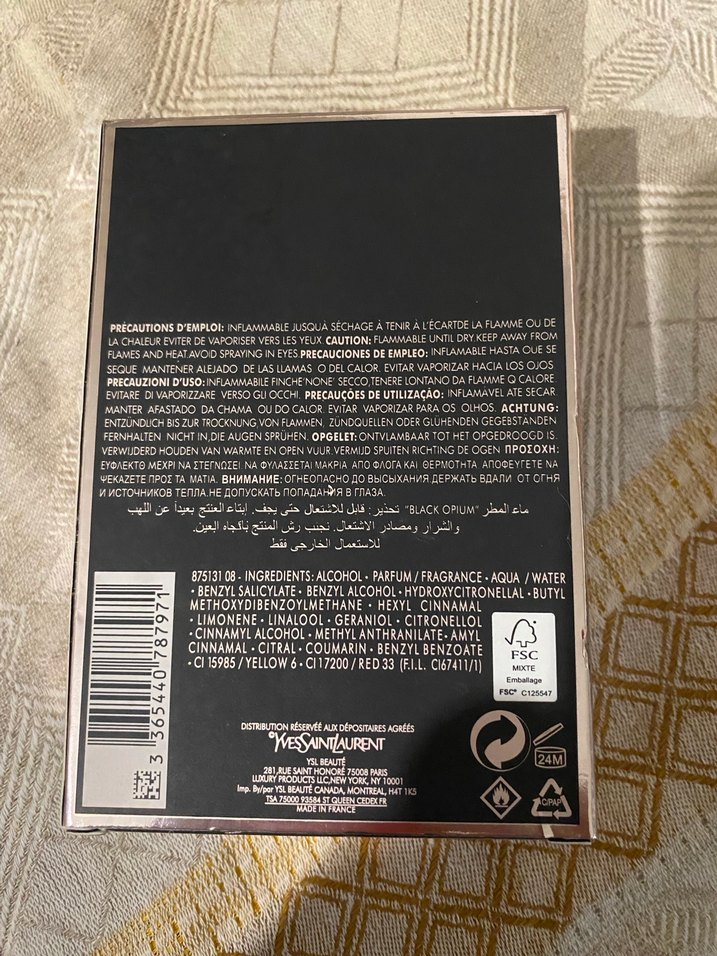 PRÉCAUTIONS D'EMPLOI: INFLAMMABLE JUSQUÀ SÉCHAGE À TENIR À L'ÉCARTDE LA FLAMME OU DE
LA CHALEUR EVITER DE VAPORISER VERS LES YEUX CAUTION: FLAMMABLE UNTIL DRY.KEEP AWAY FROM
FLAMES AND HEAT.AVOID SPRAYING IN EYES PRECAUCIONES DE EMPLEO: INFLAMABLE HASTA OUE SE
SEQUE MANTENER ALEJADO DE LAS LLAMAS O DEL CALOR. EVITAR VAPORIZAR HACIA LOS OJOS
PRECAUZIONI D'USO: INFLAMMABILE FINCHE'NONE' SECCO,TENERE LONTANO DA FLAMME Q CALORE
EVITARE DI VAPORIZZARE VERSO GLI OCCHI. PRECAUÇÕES DE UTILIZAÇÃO: INFLAMAVEL ATE SECAR
MANTER AFASTADO DA CHAMA OU DO CALOR. EVITAR VAPORIZAR PARA OS OLHOS. ACHTUNG:
ENTZÜNDLICH BIS ZUR TROCKNUNG VON FLAMMEN, ZÜNDQUELLEN ODER GLÜHENDEN GEGEBSTÄNDEN
FERNHALTEN NICHT IN,DIE AUGEN SPRÜHEN. OPGELET: ONTVLAMBAAR TOT HET OPGEDROOGD IS.
VERWIJDERD HOUDEN VAN WARMTE EN OPEN VUUR.VERMIJD SPUITEN RICHTING DE OGEN ΠΡΟΣΟΧΗ:
ΕΥΦΛΕΚΤΟ ΜΕΧΡΙ ΝΑ ΣΤΕΓΝΩΣΕΙ. ΝΑ ΦΥΛΑΣΣΕΤΑΙ ΜΑΚΡΙΑ ΑΠΟ ΦΛΟΓΑ ΚΑΙ ΘΕΡΜΟΤΗΤΑ ΑΠΟΦΕΥΓΕΤΕ ΝΑ
ΨΕΚΑΖΕΤΕ ΠΡΟΣ ΤΑ ΜΑΤΙΑ. ВНИМАНИЕ: ОГНЕОПАСНО ДО ВЫСЫХАНИЯ ДЕРЖАТЬ ВДАЛИ ОТ ОГНЯ
И ИСТОЧНИКОВ ТЕПЛА.НЕ ДОПУСКАТЬ ПОПАДАНИЯ В ГЛАЗА.
ماء المطر "BLACK OPIUM" تحذير: قابل للاشتعال حتى يجف. إبتاء العنتج بعيداً عن اللهب
والشرار ومصادر الاشتعال. نجنب رش المنتج بأتجاه العين.
للاستعمال الخارجى فقط
875131 08 - INGREDIENTS: ALCOHOL • PARFUM / FRAGRANCE • AQUA / WATER
• BENZYL SALICYLATE • BENZYL ALCOHOL • HYDROXYCITRONELLAL • BUTYL
METHOXYDIBENZOYLMETHANE • HEXYL CINNAMAL
• LIMONENE • LINALOOL • GERANIOL • CITRONELLOL
• CINNAMYL ALCOHOL • METHYL ANTHRANILATE • AMYL
CINNAMAL • CITRAL • COUMARIN • BENZYL BENZOATE
• CI 15985 / YELLOW 6 • CI 17200 / RED 33 (F.I.L. CI67411/1)
3 365440 787971
FSC
MIXTE
Emballage
FSC® C125547
DISTRIBUTION RÉSERVÉE AUX DÉPOSITAIRES AGRÉÉS
YVESSAINTLAURENT
YSL BEAUTÉ
281,RUE SAINT HONORÉ 75008 PARIS
LUXURY PRODUCTS LLC,NEW YORK, NY 10001
Imp. By/par YSL BEAUTÉ CANADA, MONTREAL, H4T 1K5
TSA 75000 93584 ST QUEN CEDEX FR
MADE IN FRANCE
24M
C/PAP